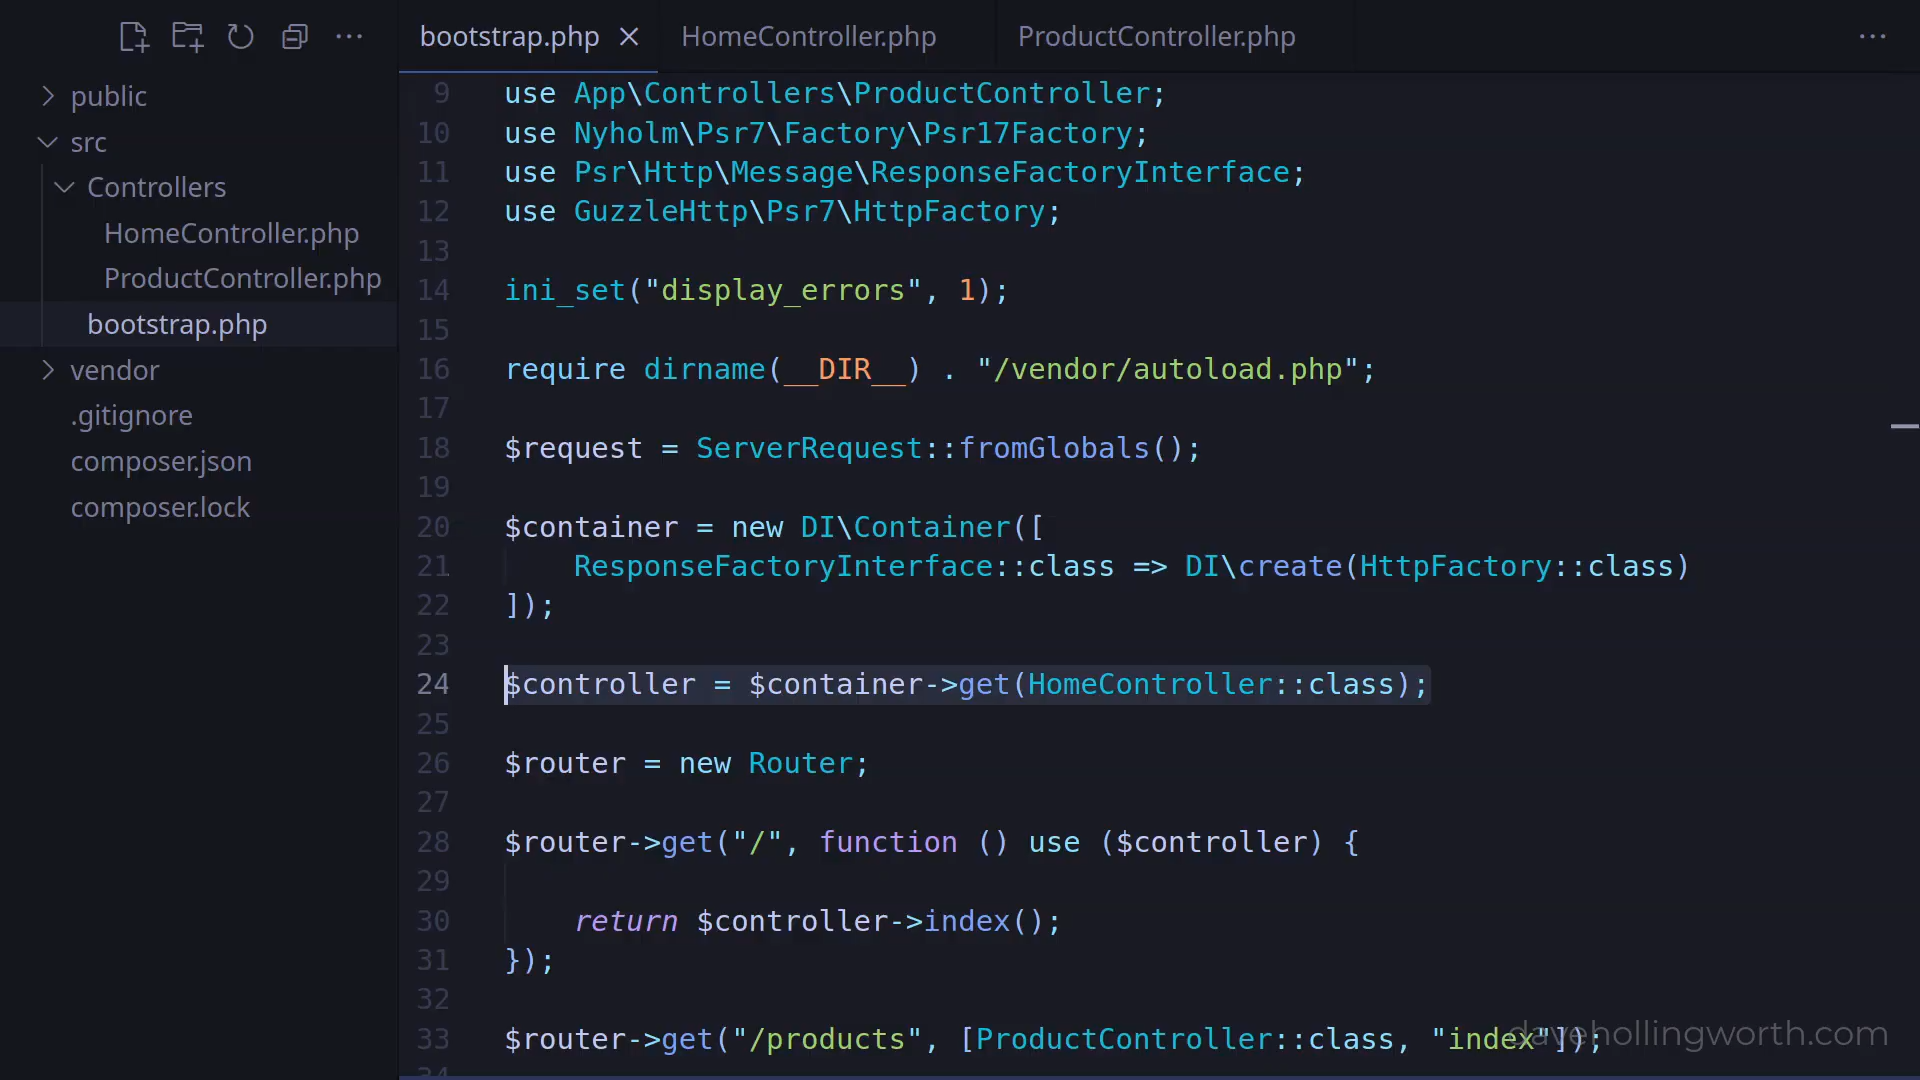 bootstrap.php
HomeController.php
ProductController.php
public
src
Controllers
HomeController.php
ProductController.php
bootstrap.php
vendor
.gitignore
composer.json
composer.lock
9 use App\Controllers\ProductController;
10 use Nyholm\Psr7\Factory\Psr17Factory;
11 use Psr\Http\Message\ResponseFactoryInterface;
12 use GuzzleHttp\Psr7\HttpFactory;
13
14 ini_set("display_errors", 1);
15
16 require dirname(__DIR__) . "/vendor/autoload.php";
17
18 $request = ServerRequest::fromGlobals();
19
20 $container = new DI\Container([
21 ResponseFactoryInterface::class => DI\create(HttpFactory::class)
22 ]);
23
24 $controller = $container->get(HomeController::class);
25
26 $router = new Router;
27
28 $router->get("/", function () use ($controller) {
29
30 return $controller->index();
31 });
32
33 $router->get("/products", [ProductController::class, "index"]);
34
davehollingworth.com